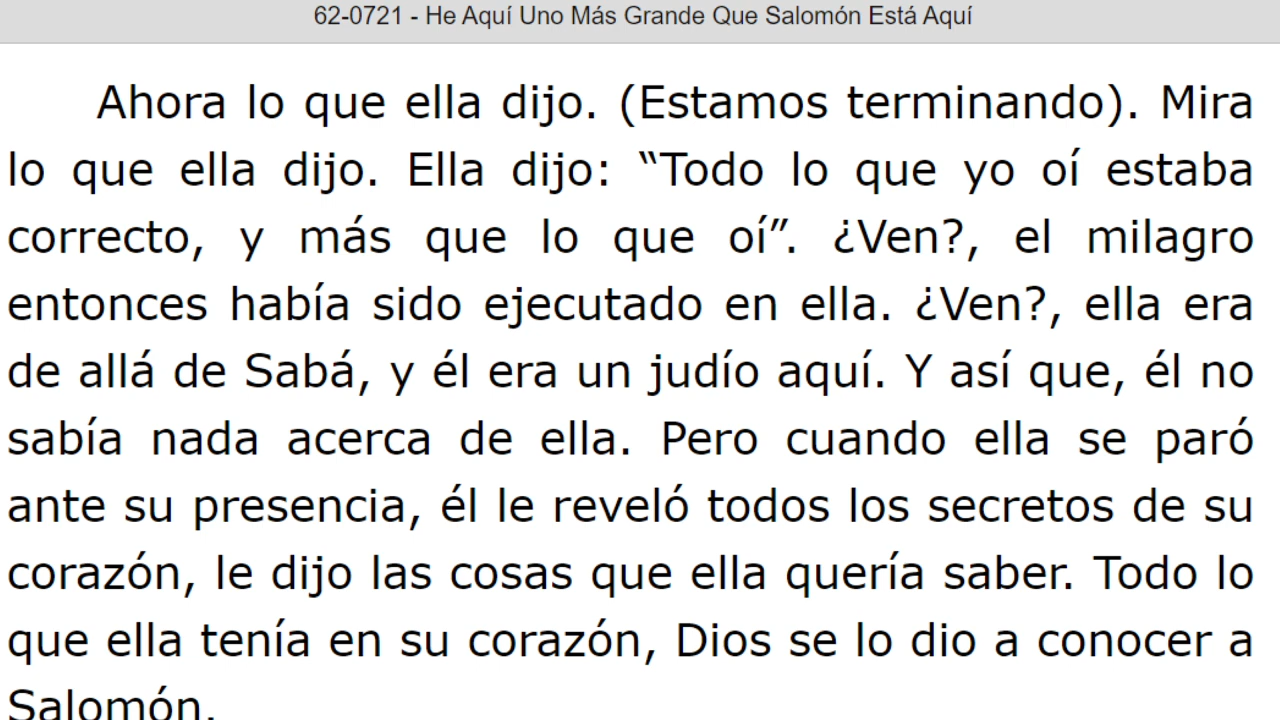 62-0721 - He Aquí Uno Más Grande Que Salomón Está Aquí
Ahora lo que ella dijo. (Estamos terminando). Mira
lo que ella dijo. Ella dijo: “Todo lo que yo oí estaba
correcto, y más que lo que oí”. ¿Ven?, el milagro
entonces había sido ejecutado en ella. ¿Ven?, ella era
de allá de Sabá, y él era un judío aquí. Y así que, él no
sabía nada acerca de ella. Pero cuando ella se paró
ante su presencia, él le reveló todos los secretos de su
corazón, le dijo las cosas que ella quería saber. Todo lo
que ella tenía en su corazón, Dios se lo dio a conocer a
Salomón.